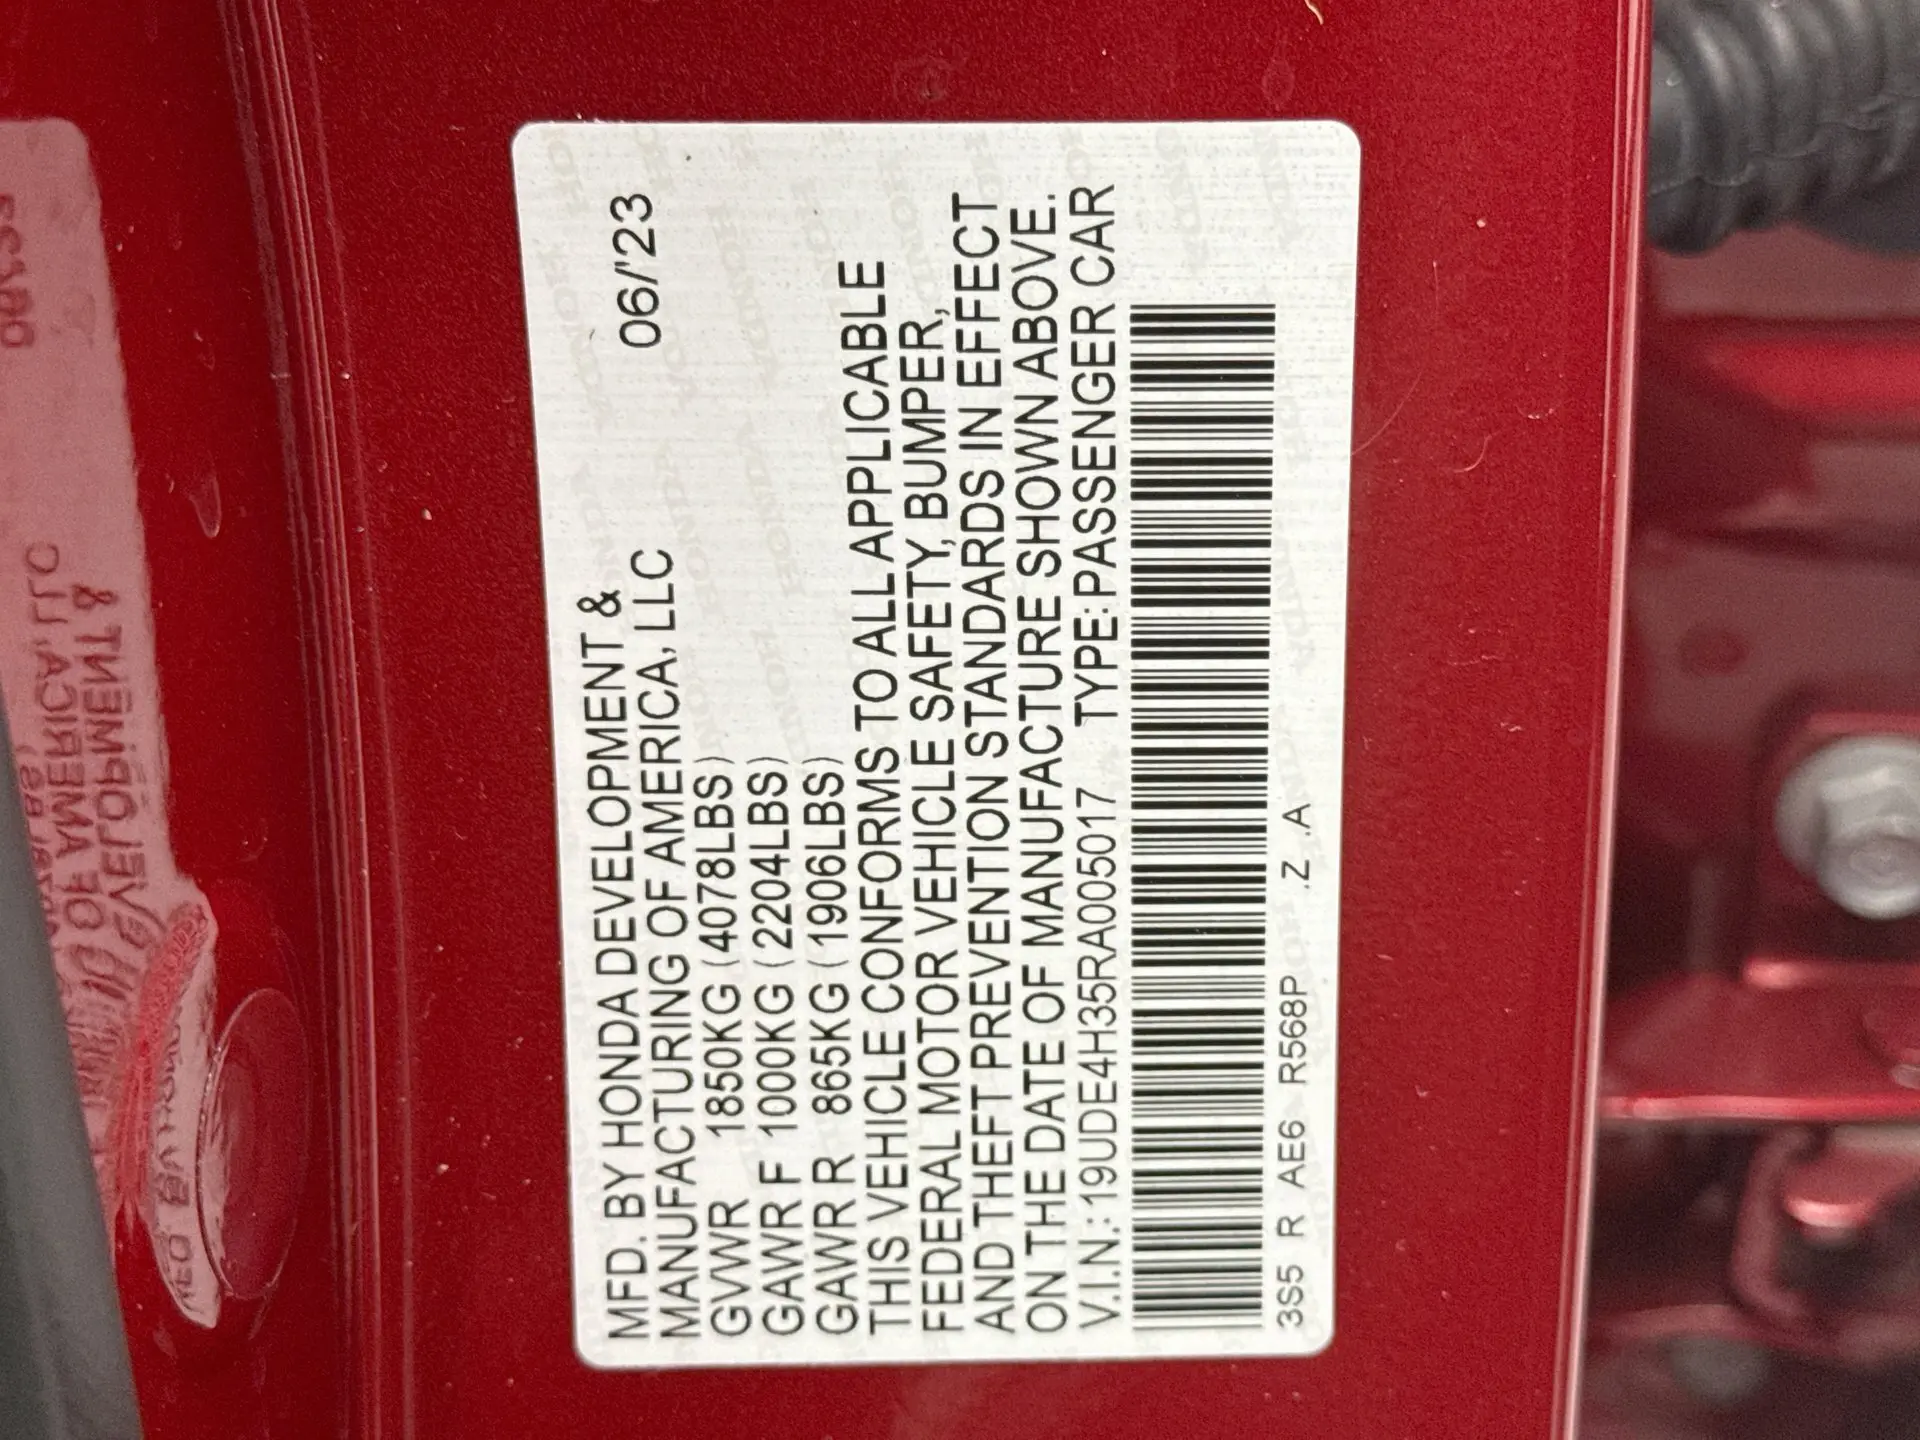 MFD. BY HONDA DEVELOPMENT & 06/'23
MANUFACTURING OF AMERICA, LLC
GVWR 1850KG (4078LBS)
GAWR F 1000KG (2204LBS)
GAWR R 865KG (1906LBS)
THIS VEHICLE CONFORMS TO ALL APPLICABLE
FEDERAL MOTOR VEHICLE SAFETY, BUMPER,
AND THEFT PREVENTION STANDARDS IN EFFECT
ON THE DATE OF MANUFACTURE SHOWN ABOVE.
V.I.N.: 19UDE4H35RA005017 TYPE: PASSENGER CAR
3S5 R AE6 R568P .Z .A